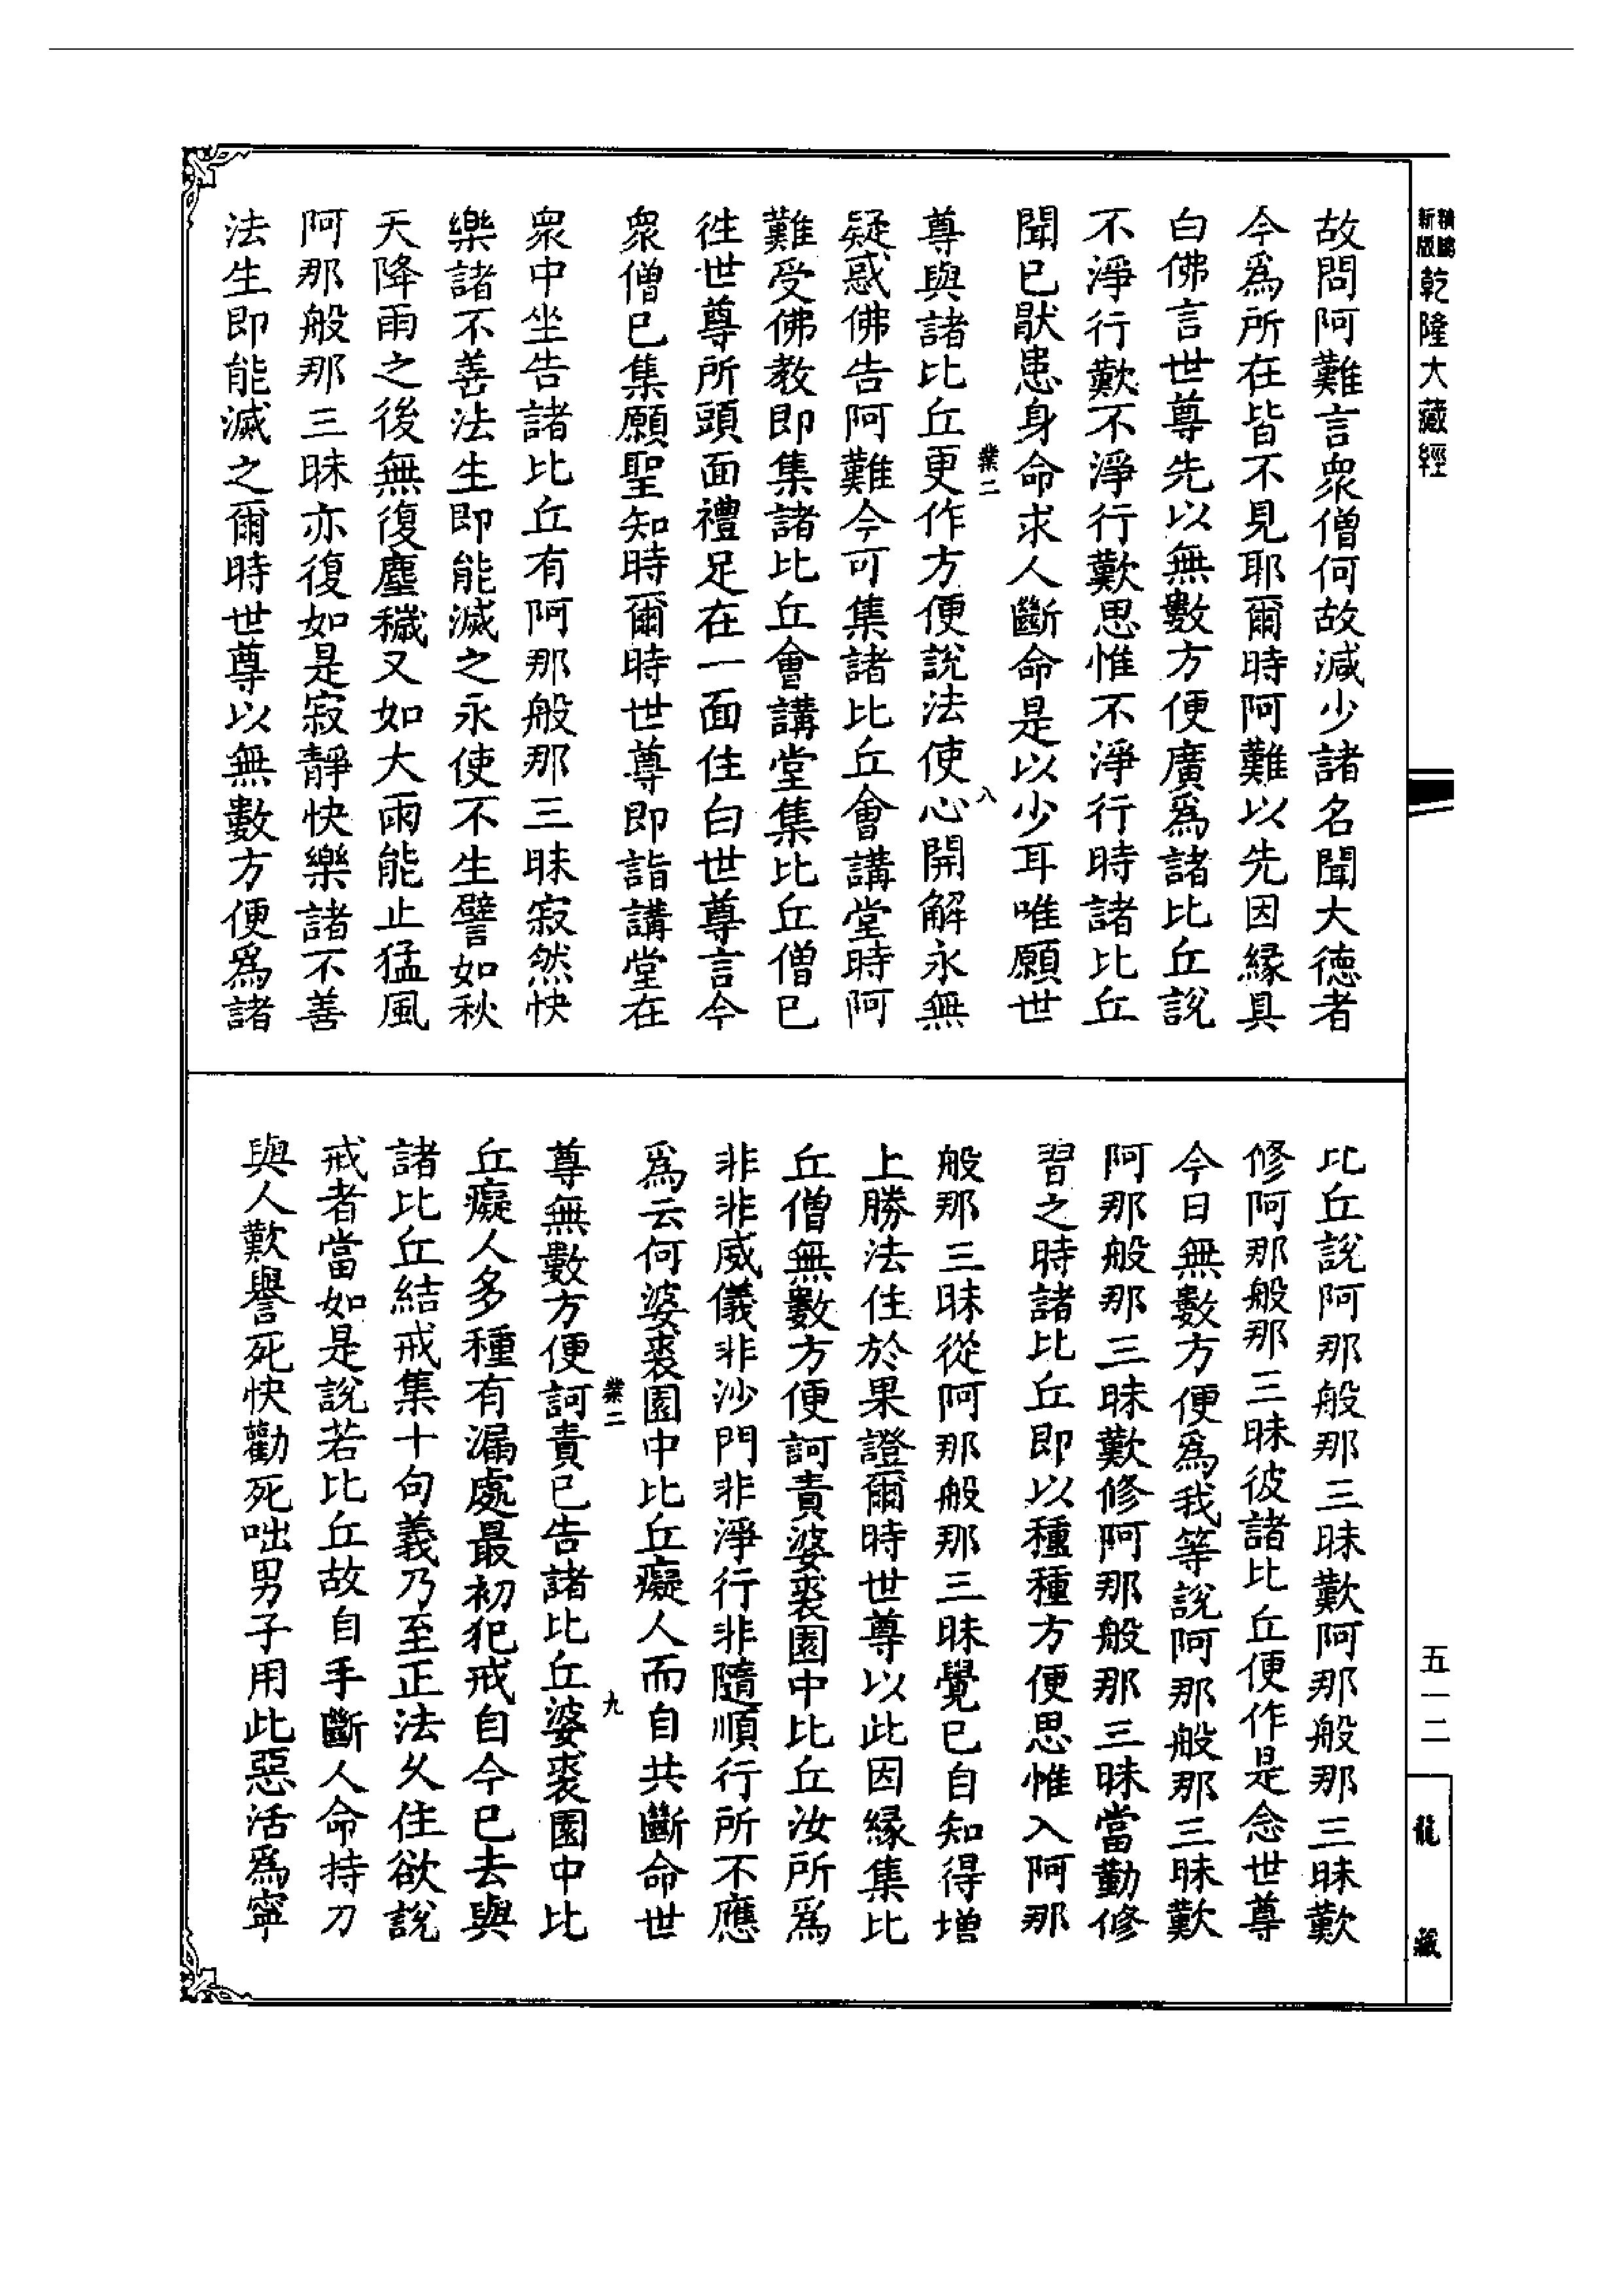 精勝
新版
乾隆大藏經
故問阿難言衆僧何故減少諸名聞大德者
今爲所在皆不見耶爾時阿難以先因緣具
白佛言世尊先以無數方便廣爲諸比丘說
不淨行歎不淨行歎思惟不淨行時諸比丘
聞已猒患身命求人斷命是以少耳唯願世
業二
八
尊與諸比丘更作方便說法使心開解永無
疑惑佛告阿難今可集諸比丘會講堂時阿
難受佛教即集諸比丘會講堂集比丘僧已
徃世尊所頭面禮足在一面住白世尊言今
衆僧已集願聖知時爾時世尊即詣講堂在
衆中坐告諸比丘有阿那般那三昧寂然快
樂諸不善法生即能滅之永使不生譬如秋
天降雨之後無復塵穢又如大雨能止猛風
阿那般那三昧亦復如是寂靜快樂諸不善
法生即能滅之爾時世尊以無數方便爲諸
五一二
龍藏
比丘說阿那般那三昧歎阿那般那三昧歎
修阿那般那三昧彼諸比丘便作是念世尊
今日無數方便爲我等說阿那般那三昧歎
阿那般那三昧歎修阿那般那三昧當勤修
習之時諸比丘即以種種方便思惟入阿那
般那三昧從阿那般那三昧覺已自知得增
上勝法住於果證爾時世尊以此因緣集比
丘僧無數方便訶責婆裘園中比丘汝所爲
非非威儀非沙門非淨行非隨順行所不應
爲云何婆裘園中比丘癡人而自共斷命世
業二
九
尊無數方便訶責已告諸比丘婆裘園中比
丘癡人多種有漏處最初犯戒自今已去與
諸比丘結戒集十句義乃至正法久住欲說
戒者當如是說若比丘故自手斷人命持刀
與人歎譽死快勸死咄男子用此惡活爲寧